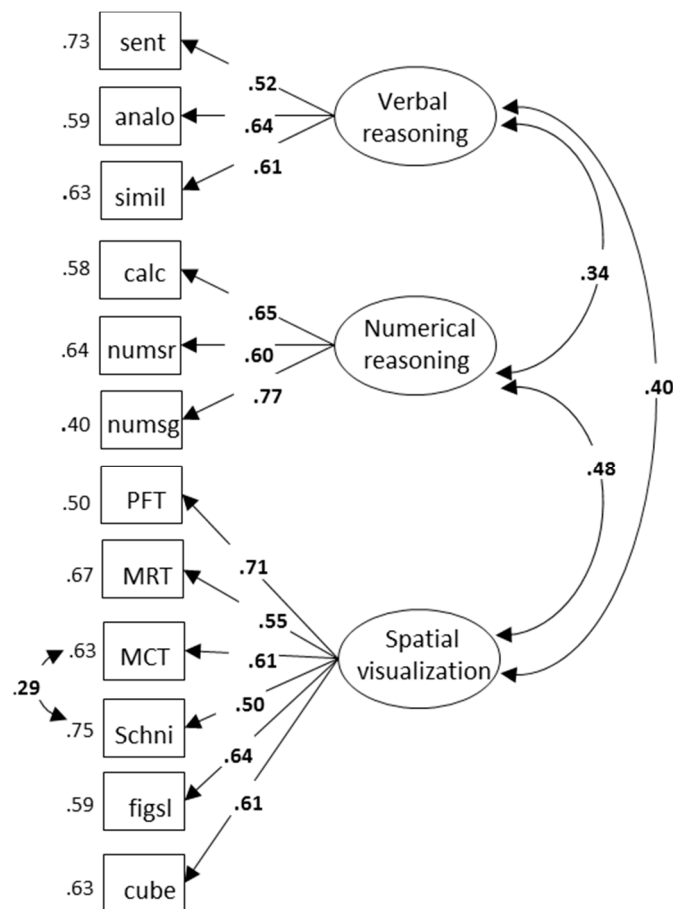 .73 sent
.52
Verbal
reasoning
.59 analo
.64
.63 simil
.61
.58 calc
.65
.34
Numerical
reasoning
.64 numsr
.60
.40 numsg
.77
.40
.48
.50 PFT
.71
.67 MRT
.55
Spatial
visualization
.63 MCT
.61
.29
.50
.75 Schni
.64
.59 figsl
.61
.63 cube